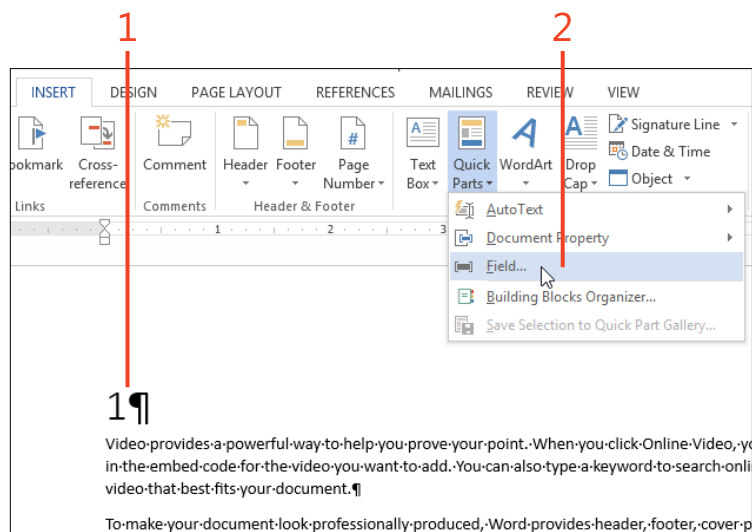 1 2
INSERT DESIGN PAGE LAYOUT REFERENCES MAILINGS REVIEW VIEW
ookmark Cross-reference Comment Header Footer Page Number Text Box Quick Parts WordArt Drop Cap Signature Line
Date & Time
Object
Links Comments Header & Footer
AutoText
1 2 3
Document Property
Field...
Building Blocks Organizer...
Save Selection to Quick Part Gallery...
1¶
Video·provides·a·powerful·way·to·help·you·prove·your·point.·When·you·click·Online·Video,·yo
in·the·embed·code·for·the·video·you·want·to·add.·You·can·also·type·a·keyword·to·search·onli
video·that·best·fits·your·document.¶
To·make·your·document·look·professionally·produced,·Word·provides·header,·footer,·cover·p